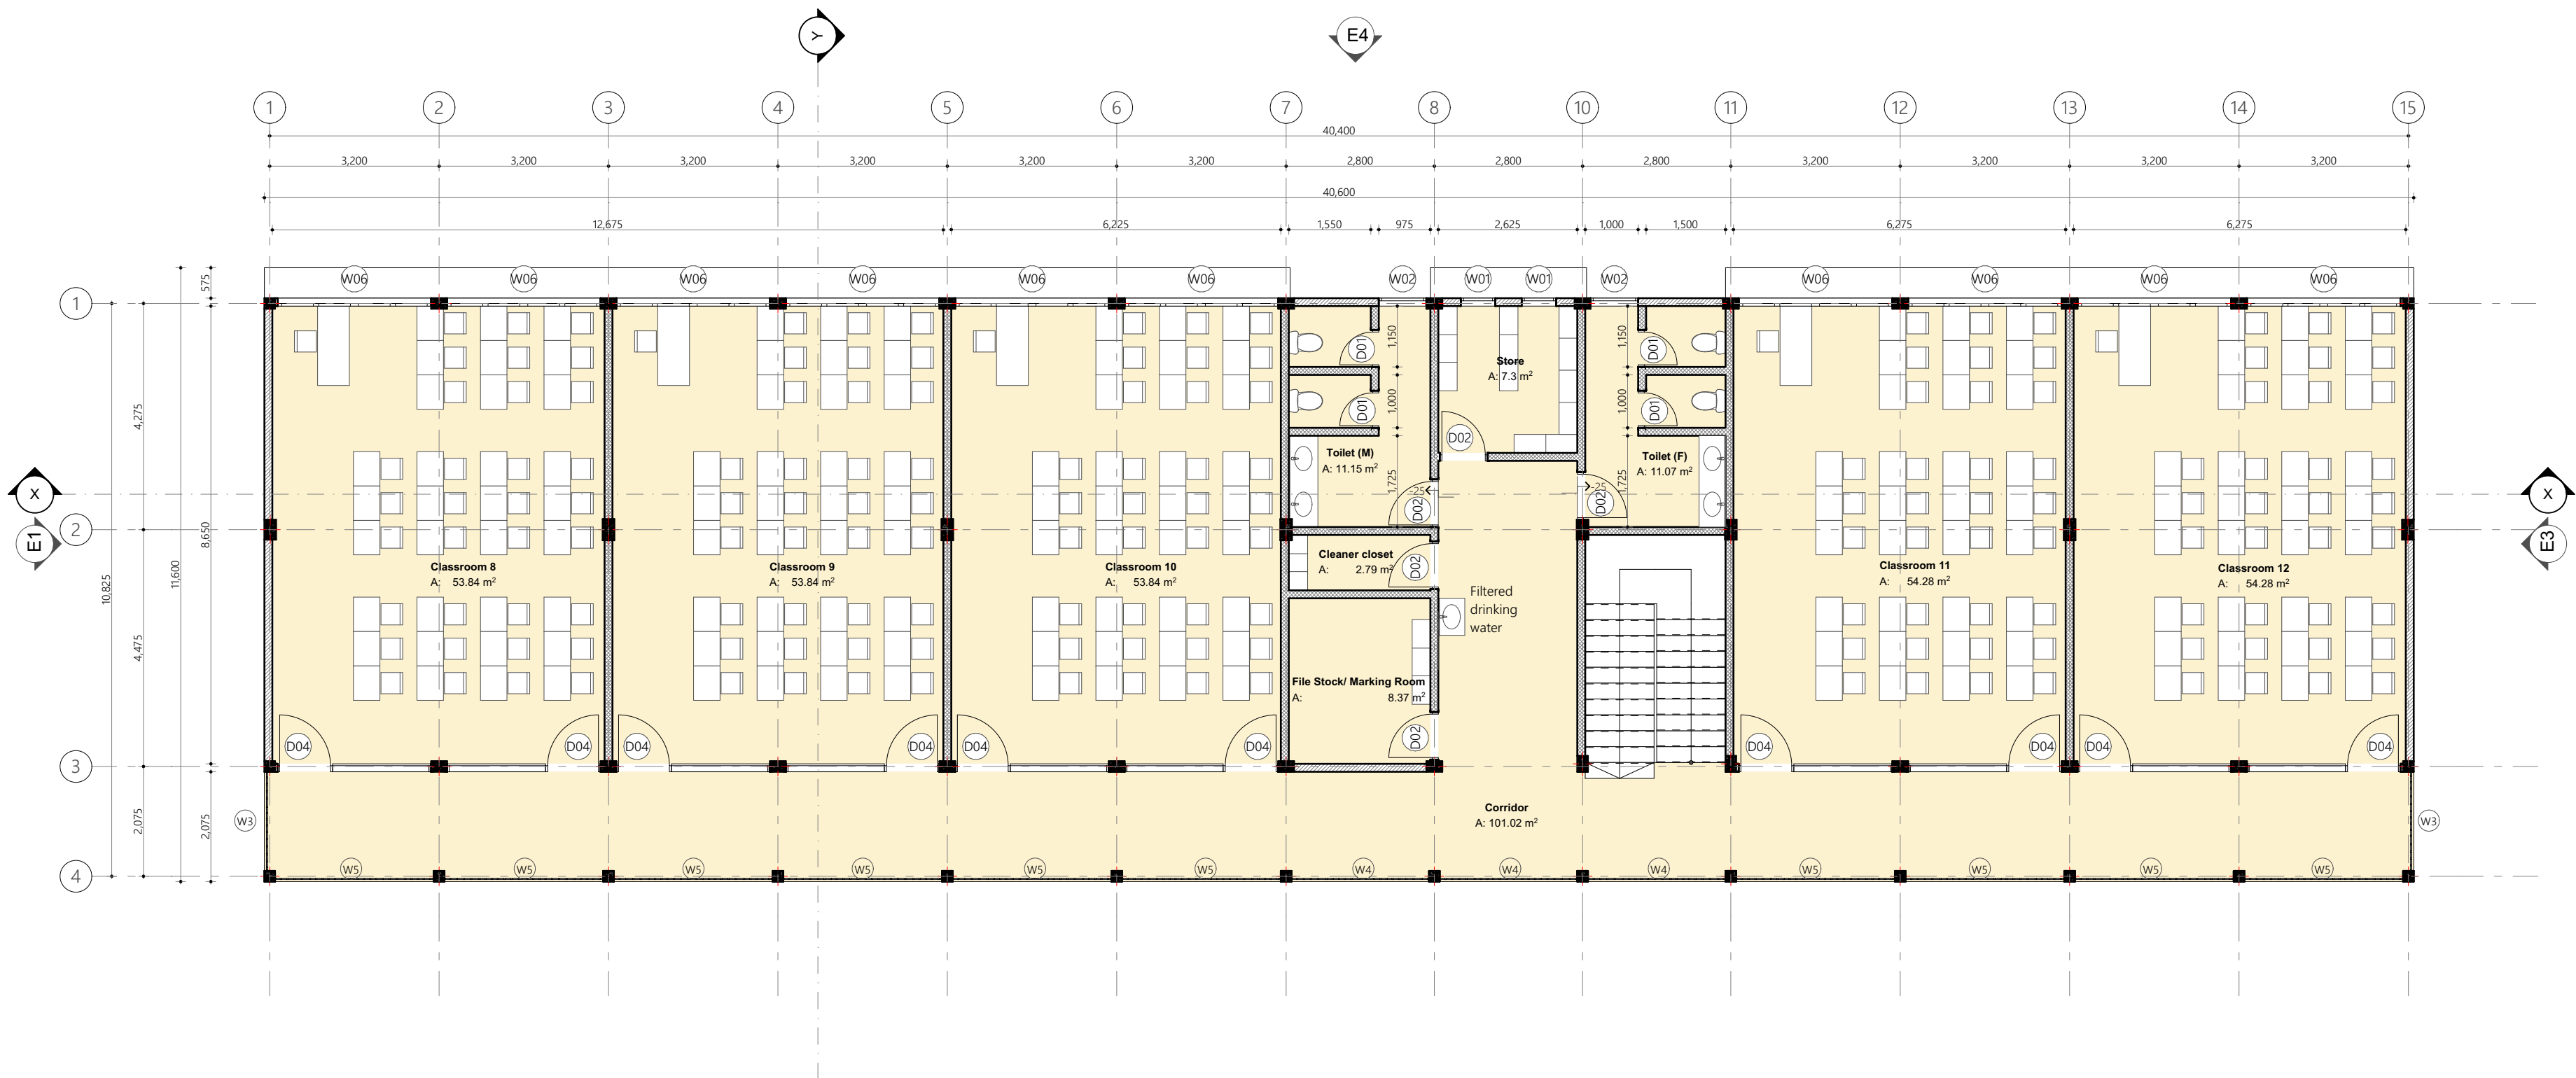 Y
E4
1 2 3 4 5 6 7 8 10 11 12 13 14 15
40,400
3,200 3,200 3,200 3,200 3,200 3,200 2,800 2,800 2,800 3,200 3,200 3,200 3,200
40,600
12,675 6,225 1,550 975 2,625 1,000 1,500 6,275 6,275
W06 W06 W06 W06 W06 W06 W02 W01 W01 W02 W06 W06 W06 W06
575
1
1,150 1,150
D01 D01
Store
A: 7.3 m²
4,275
1,000 1,000
D01 D01
D02
Toilet (M)
A: 11.15 m²
Toilet (F)
A: 11.07 m²
1,725 1,725
-25 -25
D02 D02
X X
2
E1 E3
10,825
11,600
8,650
Cleaner closet
A: 2.79 m²
D02
Classroom 8
A: 53.84 m²
Classroom 9
A: 53.84 m²
Classroom 10
A: 53.84 m²
Classroom 11
A: 54.28 m²
Classroom 12
A: 54.28 m²
Filtered
drinking
water
4,475
File Stock/ Marking Room
A: 8.37 m²
D02
D04 D04 D04 D04 D04 D04 D04 D04 D04 D04
3
Corridor
A: 101.02 m²
2,075 2,075
W3 W3
W5 W5 W5 W5 W5 W5 W4 W4 W4 W5 W5 W5 W5
4